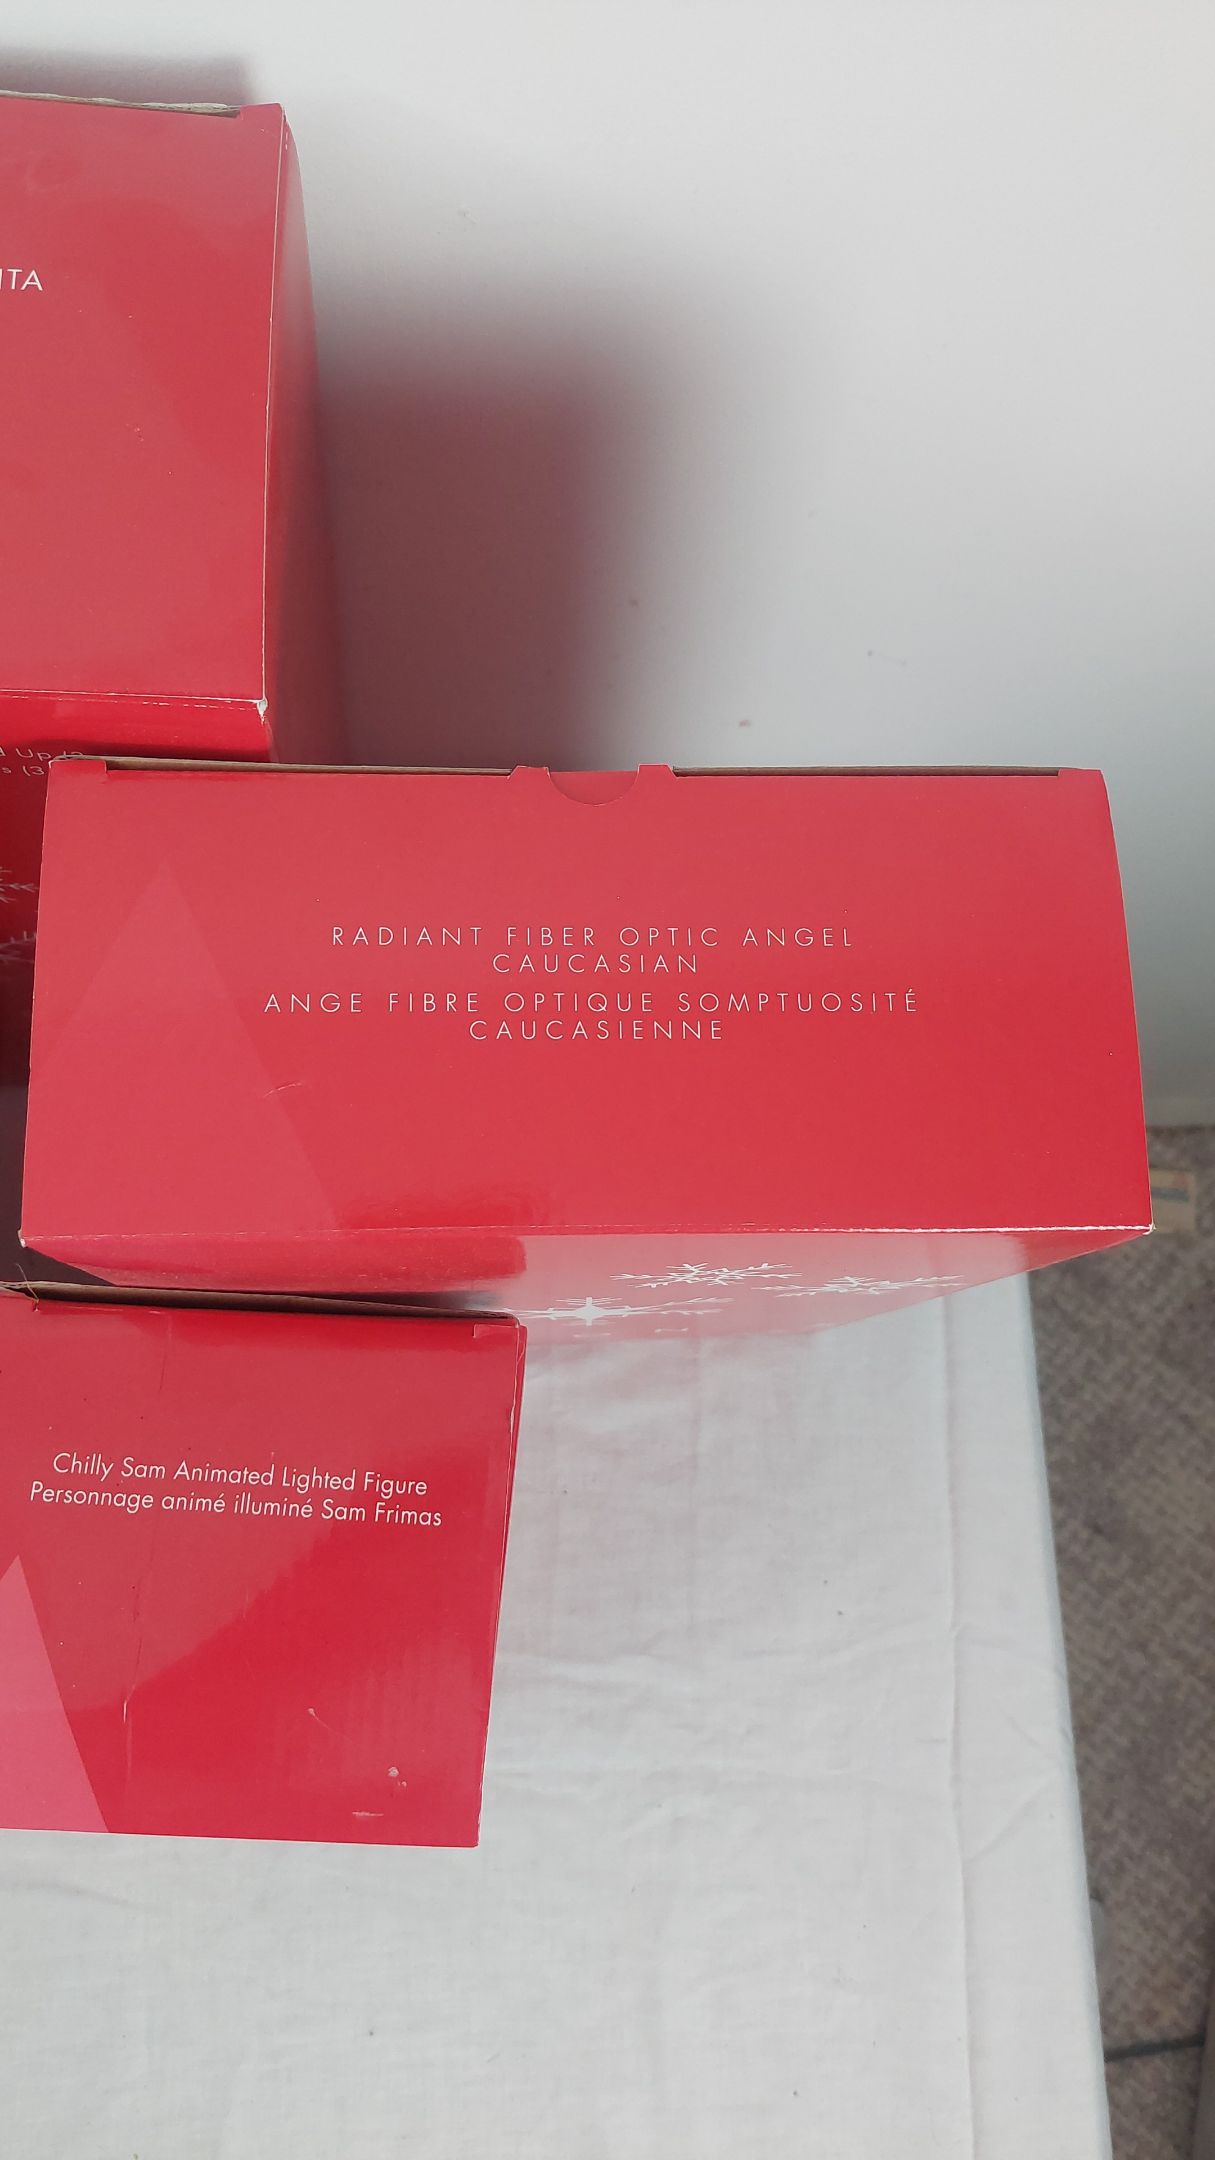 RADIANT FIBER OPTIC ANGEL
CAUCASIAN
ANGE FIBRE OPTIQUE SOMPTUOSITÉ
CAUCASIENNE
Chilly Sam Animated Lighted Figure
Personnage animé illuminé Sam Frimas